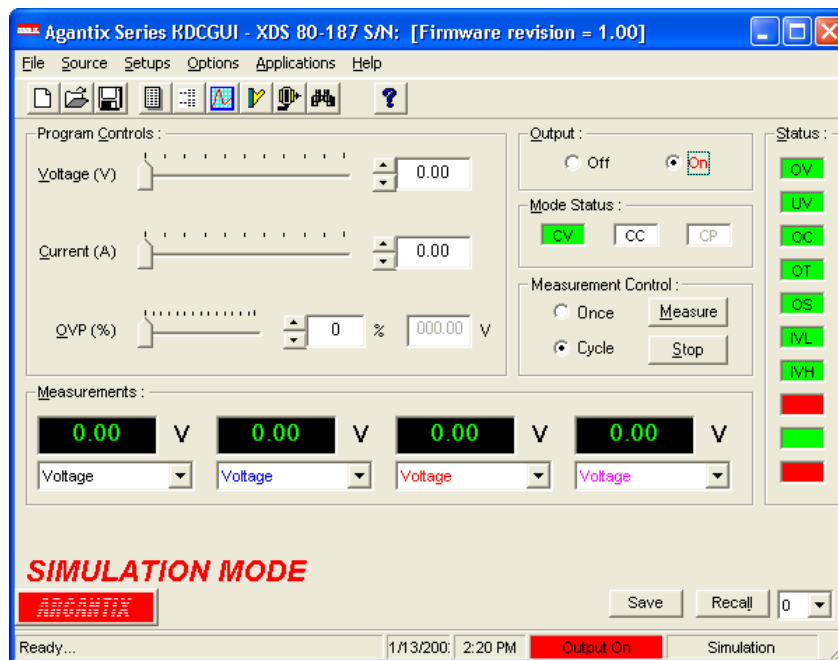 Agantix Series KDCGUI - XDS 80-187 S/N: [Firmware revision = 1.00]
File Source Setups Options Applications Help
Program Controls :
Voltage (V) 0.00
Current (A) 0.00
OVP (%) 0 % 000.00 V
Output :
Off On
Mode Status :
CV CC CP
Measurement Control :
Once Measure
Cycle Stop
Status :
OV
UV
OC
OT
OS
IVL
IVH
Measurements :
0.00 V 0.00 V 0.00 V 0.00 V
Voltage Voltage Voltage Voltage
SIMULATION MODE
ARGANTIX
Save Recall 0
Ready... 1/13/200 2:20 PM Output On Simulation